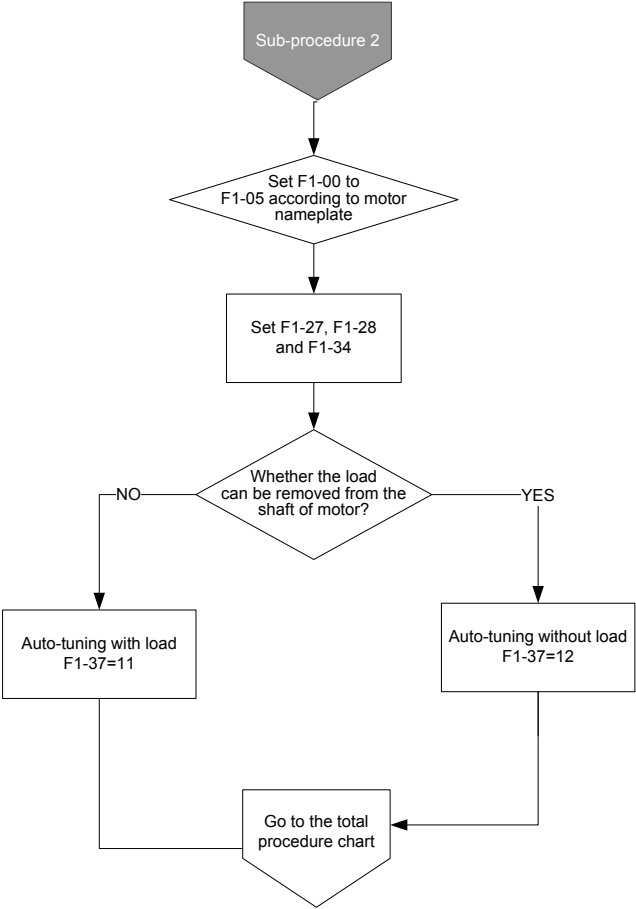 Sub-procedure 2
Set F1-00 to
F1-05 according to motor
nameplate
Set F1-27, F1-28
and F1-34
Whether the load
can be removed from the
shaft of motor?
NO
YES
Auto-tuning with load
F1-37=11
Auto-tuning without load
F1-37=12
Go to the total
procedure chart